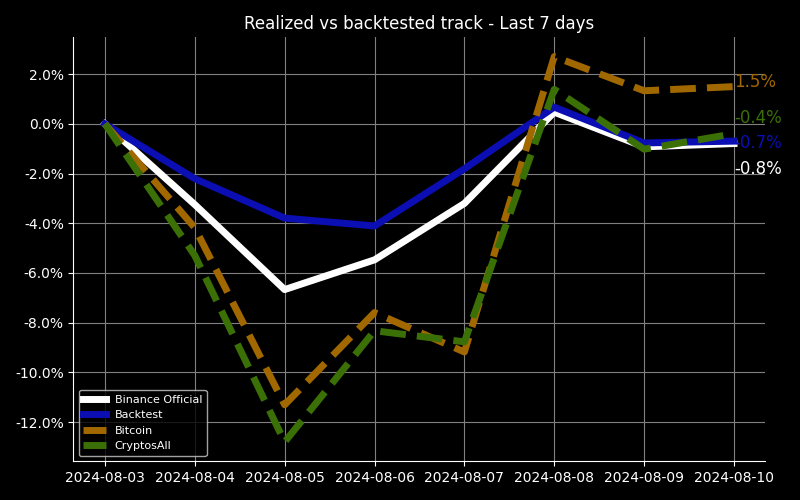 Realized vs backtested track - Last 7 days
2.0%
0.0%
-2.0%
-4.0%
-6.0%
-8.0%
-10.0%
-12.0%
1.5%
-0.4%
-0.7%
-0.8%
Binance Official
Backtest
Bitcoin
CryptosAll
2024-08-03 2024-08-04 2024-08-05 2024-08-06 2024-08-07 2024-08-08 2024-08-09 2024-08-10